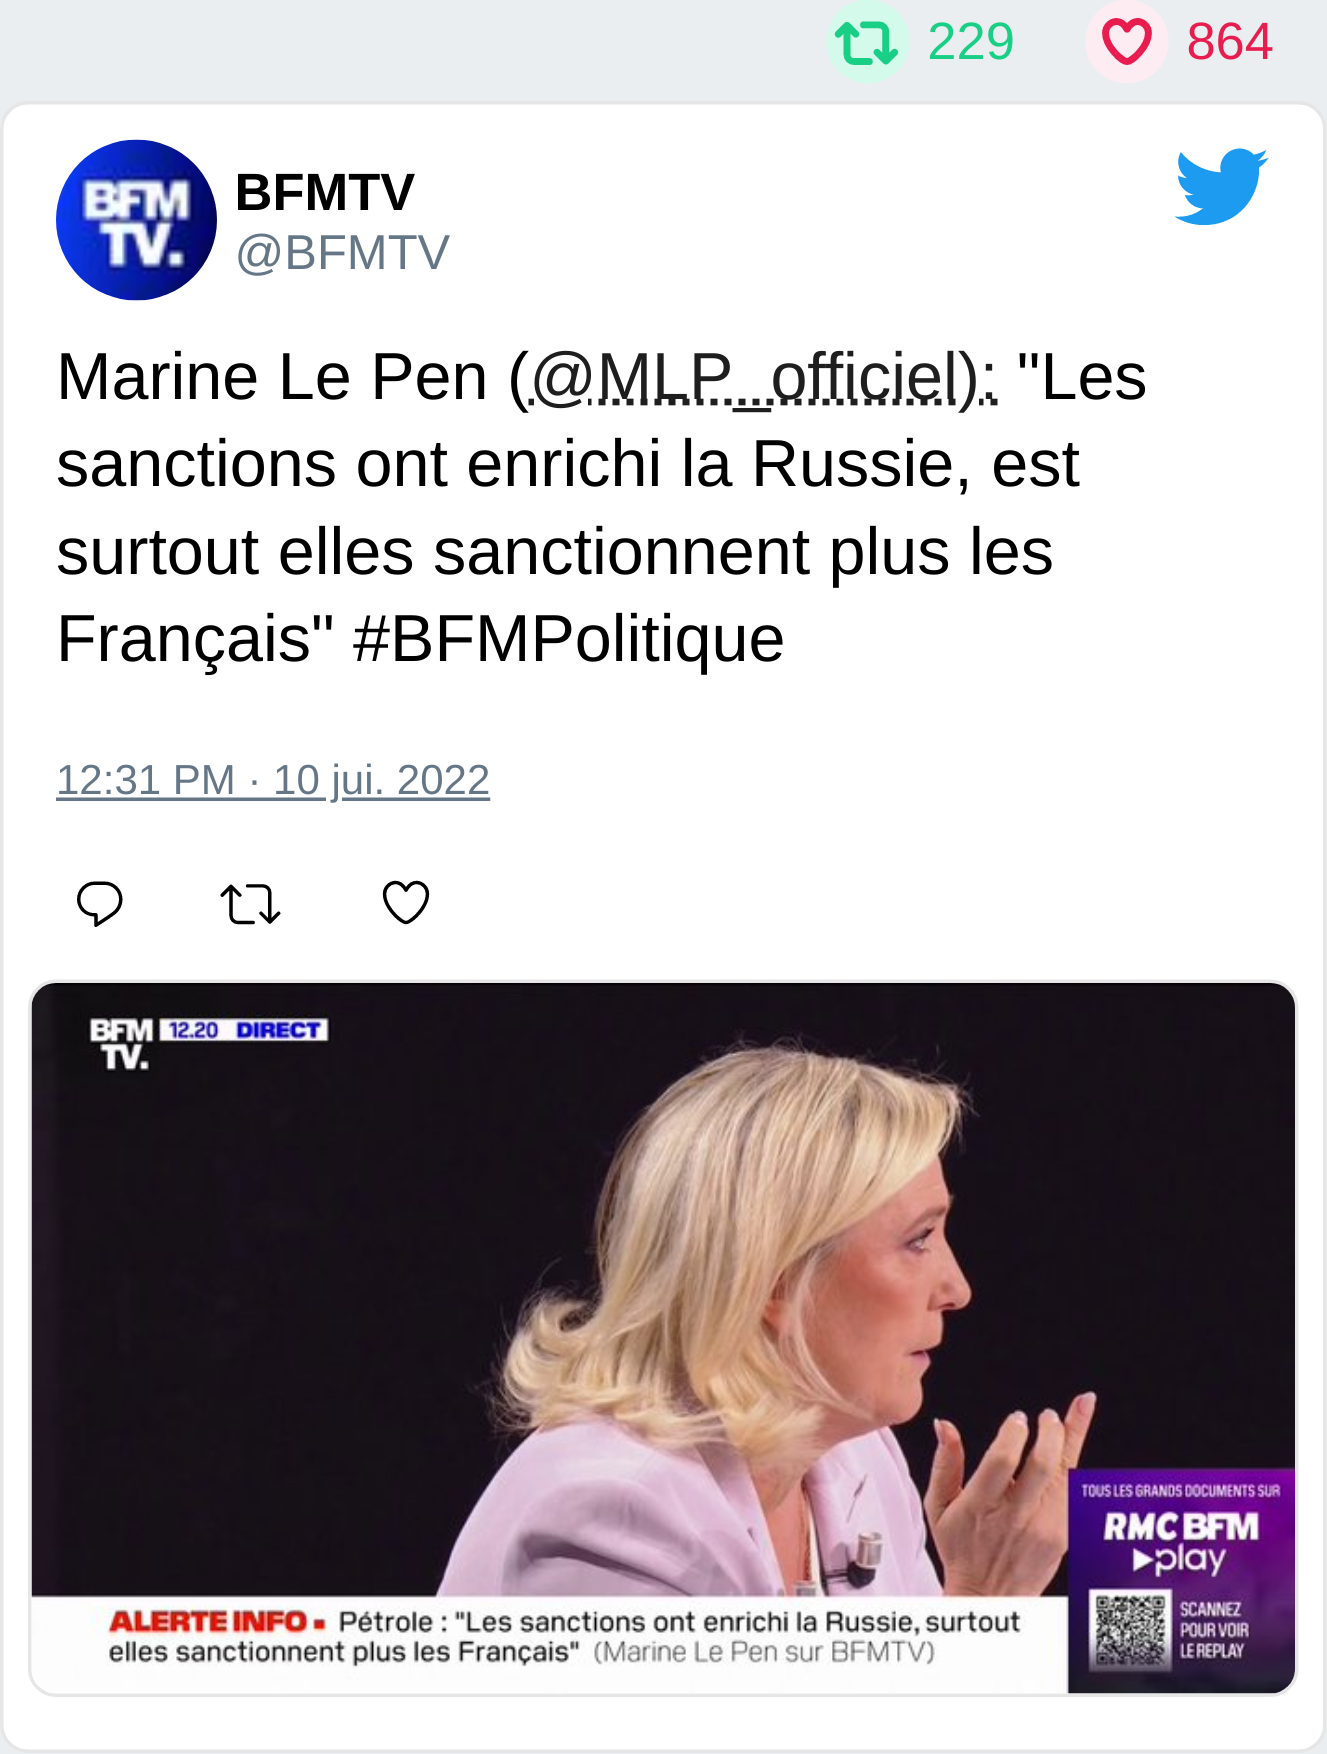 229 864
BFM
TV.
BFMTV
@BFMTV
Marine Le Pen (@MLP_officiel): "Les
sanctions ont enrichi la Russie, est
surtout elles sanctionnent plus les
Français" #BFMPolitique
12:31 PM · 10 jui. 2022
BFM 12.20 DIRECT
TV.
TOUS LES GRANDS DOCUMENTS SUR
RMC BFM
play
SCANNEZ
POUR VOIR
LE REPLAY
ALERTE INFO ▪ Pétrole : "Les sanctions ont enrichi la Russie, surtout
elles sanctionnent plus les Français" (Marine Le Pen sur BFMTV)